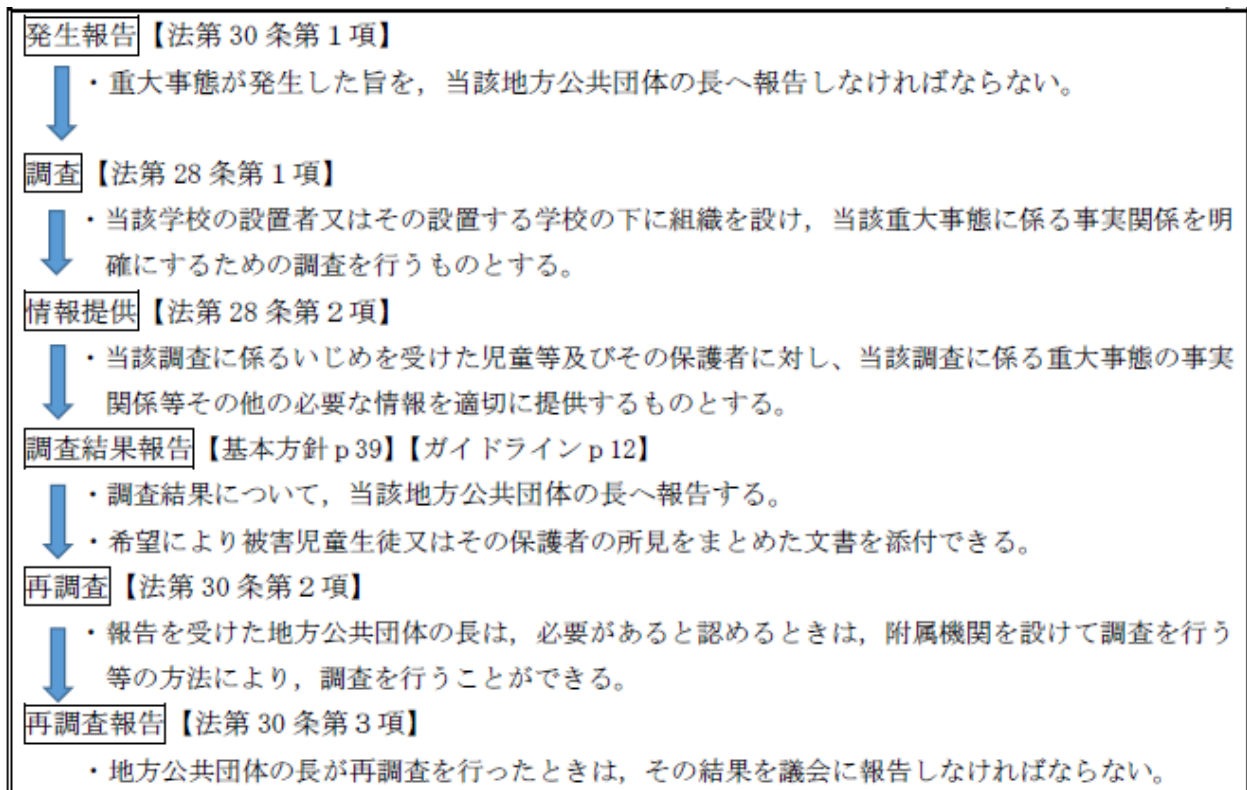 発生報告【法第30条第1項】
・重大事態が発生した旨を，当該地方公共団体の長へ報告しなければならない。
調査【法第28条第1項】
・当該学校の設置者又はその設置する学校の下に組織を設け，当該重大事態に係る事実関係を明
確にするための調査を行うものとする。
情報提供【法第28条第2項】
・当該調査に係るいじめを受けた児童等及びその保護者に対し、当該調査に係る重大事態の事実
関係等その他の必要な情報を適切に提供するものとする。
調査結果報告【基本方針p39】【ガイドラインp12】
・調査結果について，当該地方公共団体の長へ報告する。
・希望により被害児童生徒又はその保護者の所見をまとめた文書を添付できる。
再調査【法第30条第2項】
・報告を受けた地方公共団体の長は，必要があると認めるときは，附属機関を設けて調査を行う
等の方法により，調査を行うことができる。
再調査報告【法第30条第3項】
・地方公共団体の長が再調査を行ったときは，その結果を議会に報告しなければならない。